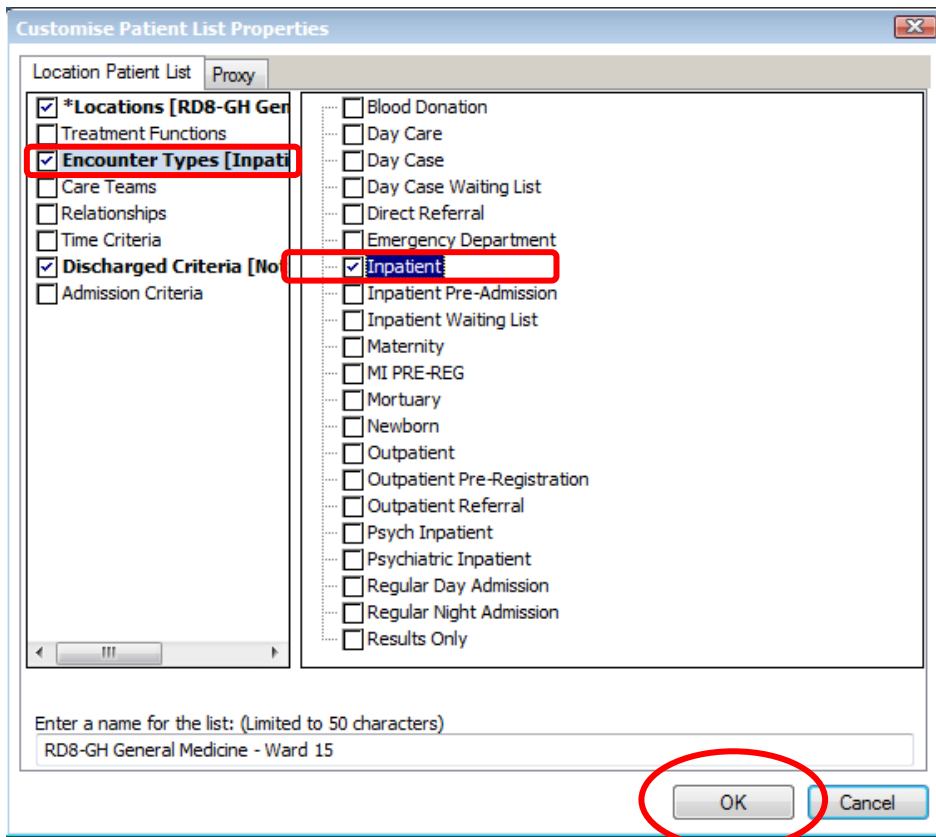 Customise Patient List Properties
Location Patient List
Proxy
*Locations [RD8-GH Gen
Treatment Functions
Encounter Types [Inpati
Care Teams
Relationships
Time Criteria
Discharged Criteria [Not
Admission Criteria
Blood Donation
Day Care
Day Case
Day Case Waiting List
Direct Referral
Emergency Department
Inpatient
Inpatient Pre-Admission
Inpatient Waiting List
Maternity
MI PRE-REG
Mortuary
Newborn
Outpatient
Outpatient Pre-Registration
Outpatient Referral
Psych Inpatient
Psychiatric Inpatient
Regular Day Admission
Regular Night Admission
Results Only
Enter a name for the list: (Limited to 50 characters)
RD8-GH General Medicine - Ward 15
OK
Cancel